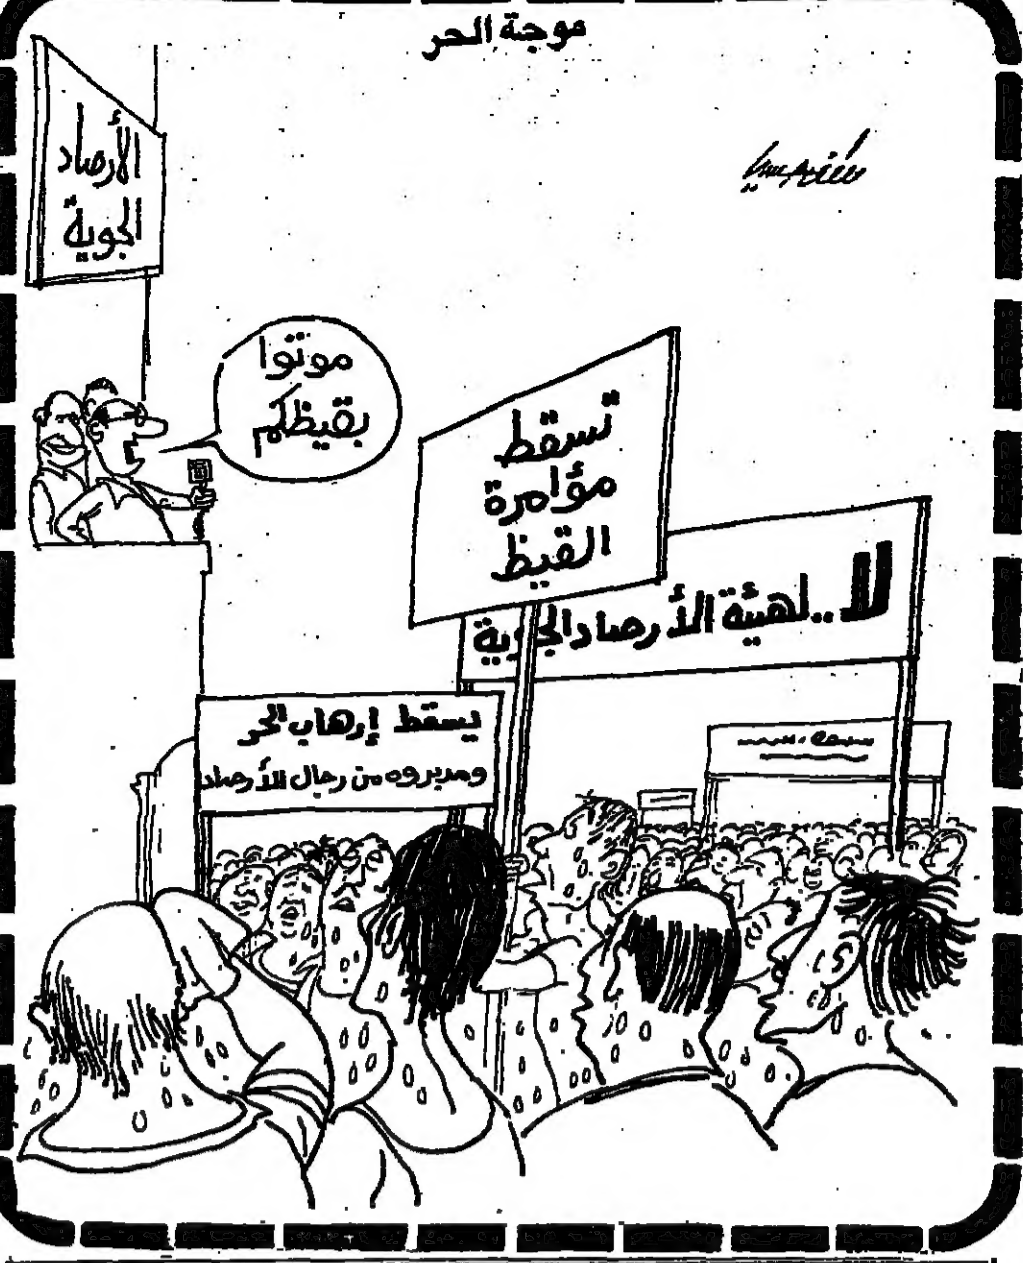 موجة الحر
الأرصاد
الجوية
موتوا
بقيظكم
تسقط
مؤامرة
القيظ
لا .. لهيئة الأرصاد الجوية
يسقط إرهاب الحر
ومدبروه من رجال الأرصاد